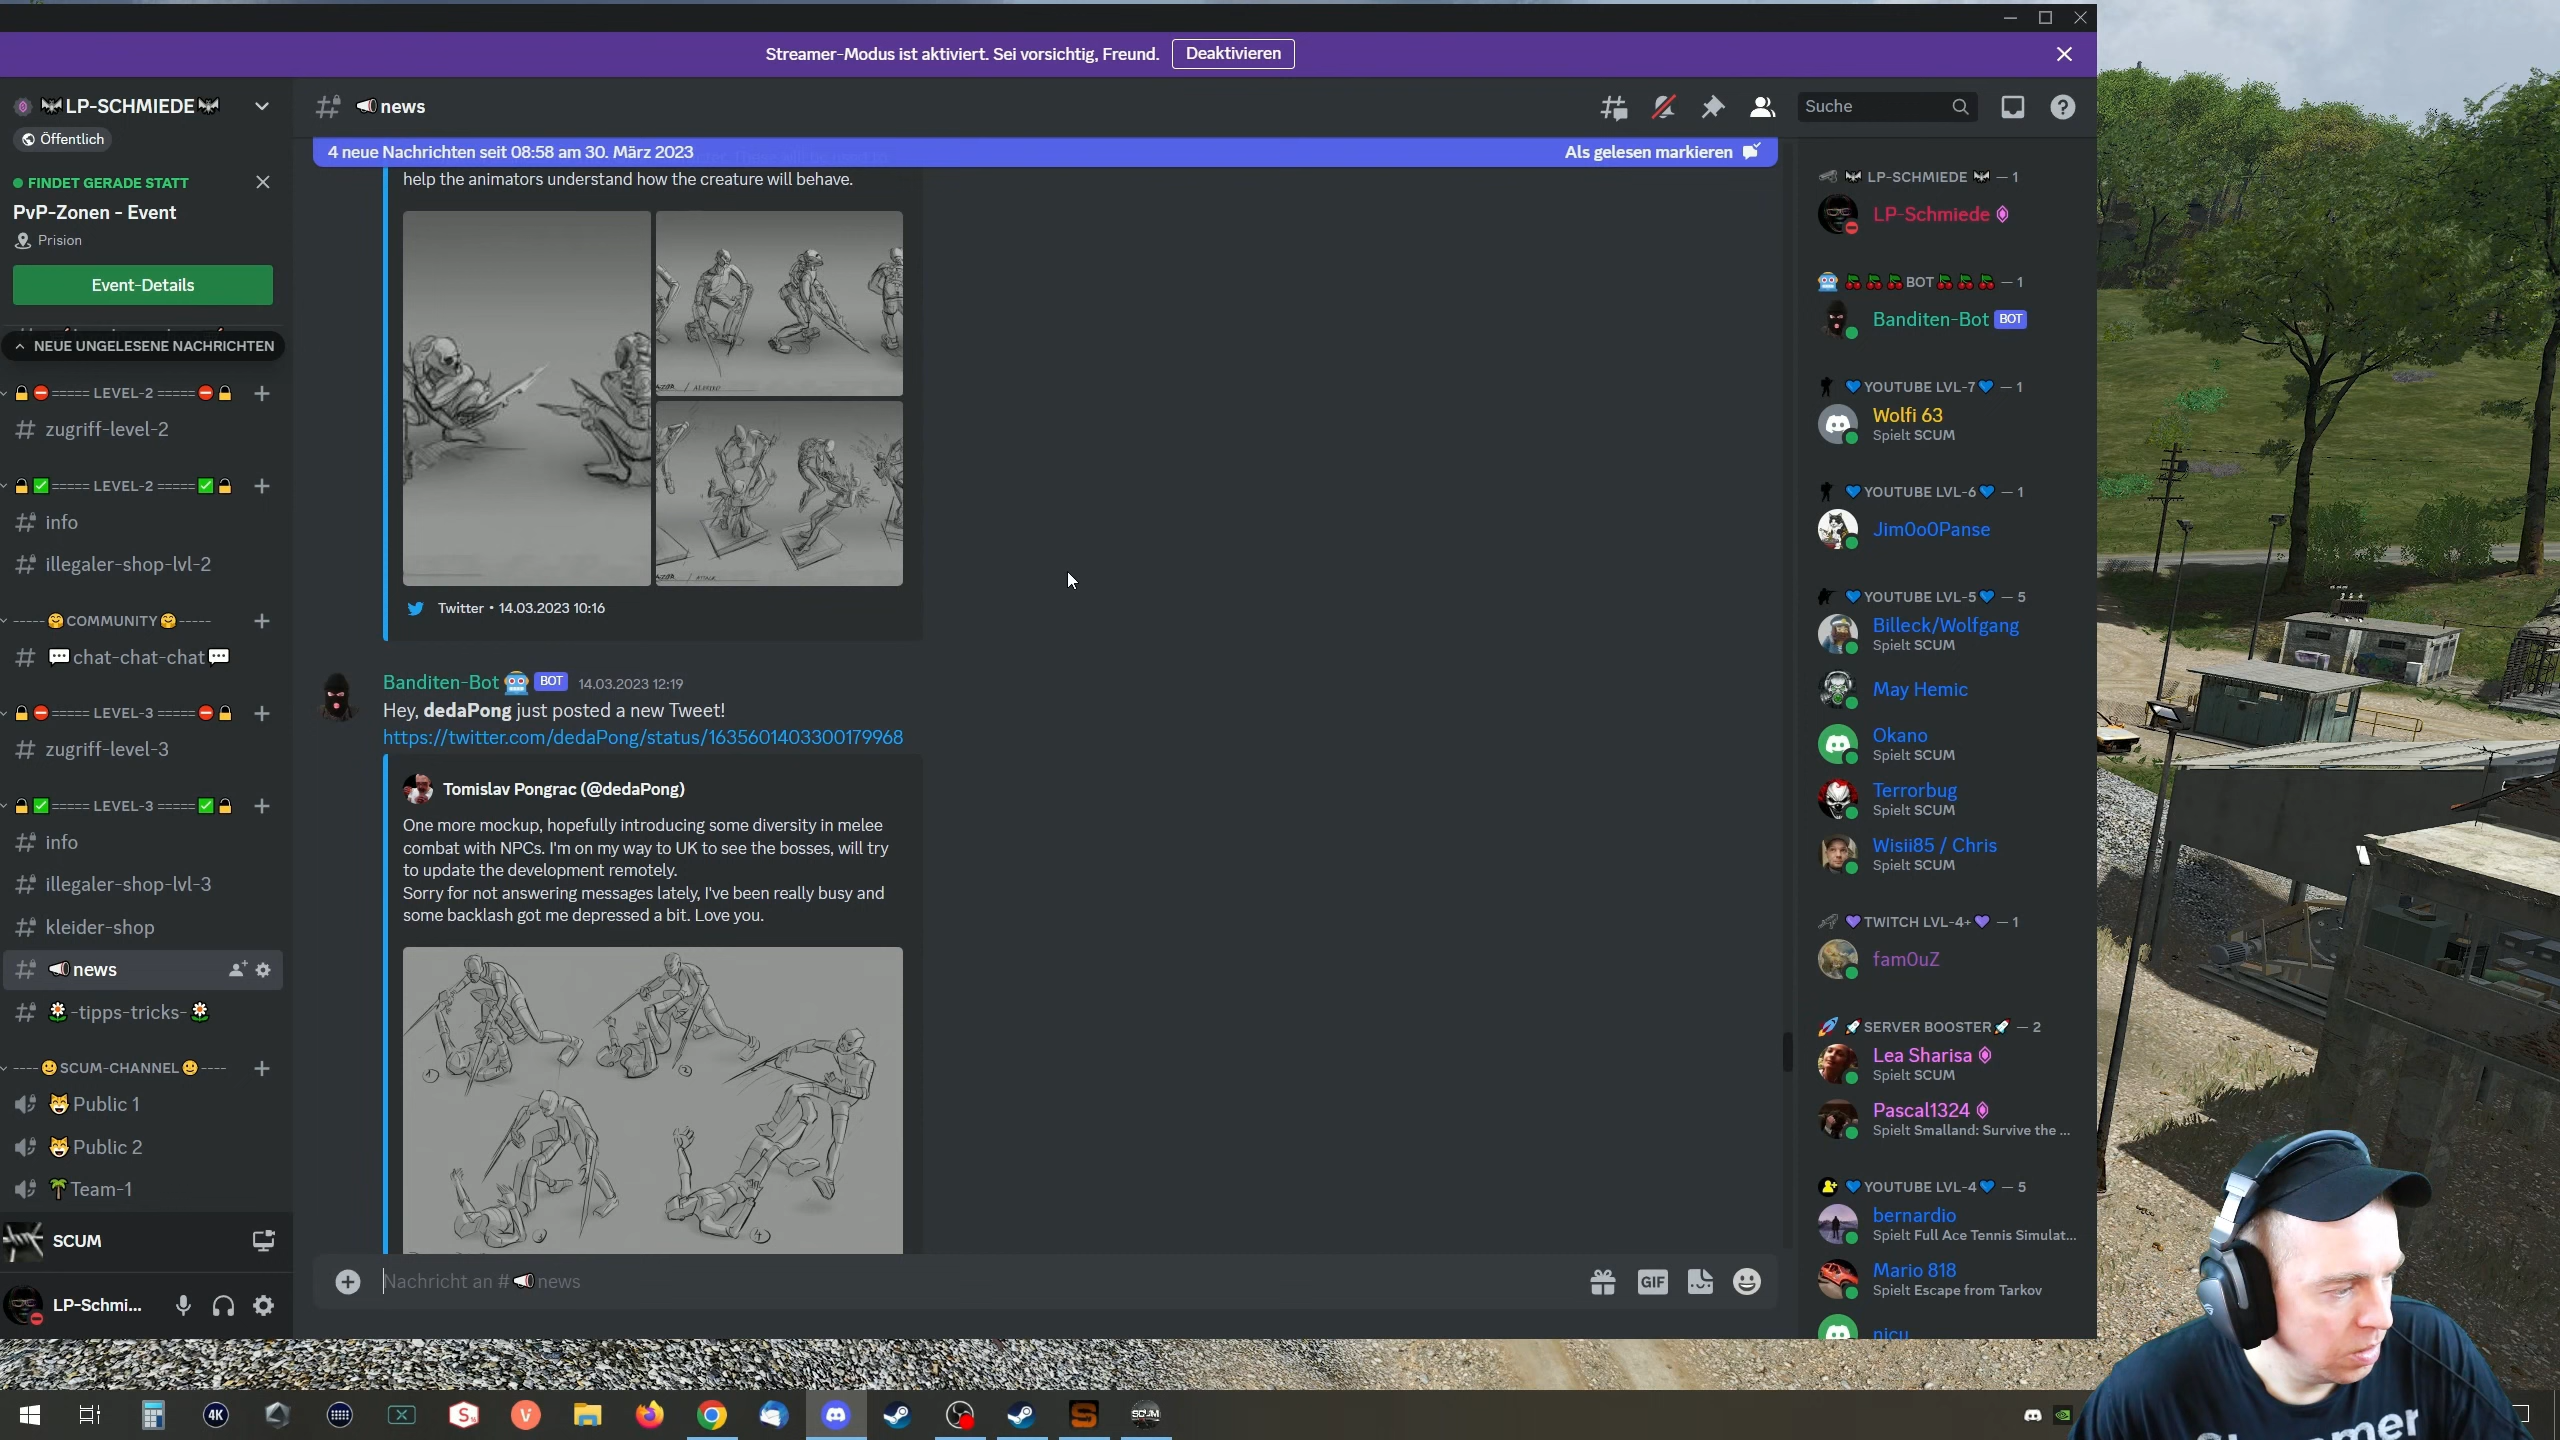 Streamer-Modus ist aktiviert. Sei vorsichtig, Freund.
Deaktivieren
LP-SCHMIEDE
Öffentlich
FINDET GERADE STATT
PvP-Zonen - Event
Prision
Event-Details
NEUE UNGELESENE NACHRICHTEN
===== LEVEL-2 =====
zugriff-level-2
===== LEVEL-2 =====
info
illegaler-shop-lvl-2
-----🤗COMMUNITY🤗-----
💬chat-chat-chat💬
===== LEVEL-3 =====
zugriff-level-3
===== LEVEL-3 =====
info
illegaler-shop-lvl-3
kleider-shop
news
-tipps-tricks-
----🙂SCUM-CHANNEL🙂----
Public 1
Public 2
Team-1
SCUM
LP-Schmi...
news
Suche
4 neue Nachrichten seit 08:58 am 30. März 2023
Als gelesen markieren
help the animators understand how the creature will behave.
Twitter • 14.03.2023 10:16
Banditen-Bot BOT 14.03.2023 12:19
Hey, dedaPong just posted a new Tweet!
https://twitter.com/dedaPong/status/1635601403300179968
Tomislav Pongrac (@dedaPong)
One more mockup, hopefully introducing some diversity in melee
combat with NPCs. I'm on my way to UK to see the bosses, will try
to update the development remotely.
Sorry for not answering messages lately, I've been really busy and
some backlash got me depressed a bit. Love you.
Nachricht an #news
GIF
LP-SCHMIEDE — 1
LP-Schmiede
BOT — 1
Banditen-Bot BOT
YOUTUBE LVL-7 — 1
Wolfi 63
Spielt SCUM
YOUTUBE LVL-6 — 1
Jim0o0Panse
YOUTUBE LVL-5 — 5
Billeck/Wolfgang
Spielt SCUM
May Hemic
Okano
Spielt SCUM
Terrorbug
Spielt SCUM
Wisii85 / Chris
Spielt SCUM
TWITCH LVL-4+ — 1
fam0uZ
SERVER BOOSTER — 2
Lea Sharisa
Spielt SCUM
Pascal1324
Spielt Smalland: Survive the ...
YOUTUBE LVL-4 — 5
bernardio
Spielt Full Ace Tennis Simulat...
Mario 818
Spielt Escape from Tarkov
nicu
4K
SCUM